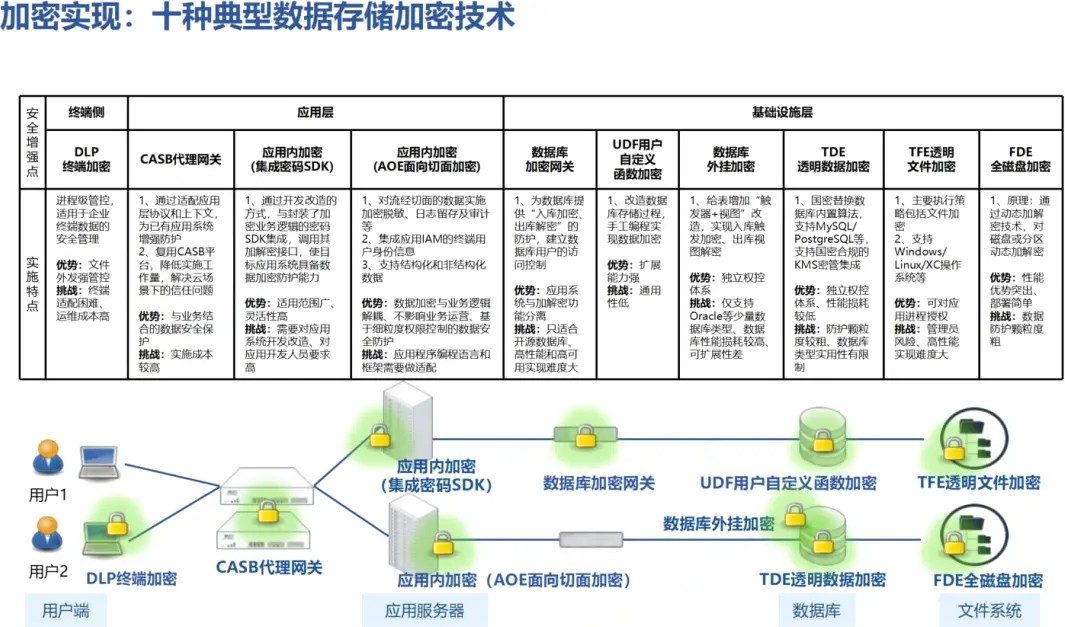 加密实现：十种典型数据存储加密技术
安全增强点
终端侧
应用层
基础设施层
DLP
终端加密
CASB代理网关
应用内加密
(集成密码SDK)
应用内加密
(AOE面向切面加密)
数据库
加密网关
UDF用户
自定义
函数加密
数据库
外挂加密
TDE
透明数据加密
TFE透明
文件加密
FDE
全磁盘加密
实施特点
进程级管控，
适用于企业
终端数据的
安全管理
优势：文件
外发强管控
挑战：终端
适配困难、
运维成本高
1、通过适配应用
层协议和上下文，
为已有应用系统
增强防护
2、复用CASB平
台，降低实施工
作量，解决云场
景下的信任问题
优势：与业务
结合的数据安全保
护
挑战：实施成本
较高
1、通过开发改造的
方式，与封装了加
密业务逻辑的密码
SDK集成，调用其
加解密接口，使目
标应用系统具备数
据加密防护能力
优势：适用范围广、
灵活性高
挑战：需要对应用
系统开发改造、对
应用开发人员要求
高
1、对流经切面的数据实施
加密脱敏、日志留存及审计
等
2、集成应用IAM的终端用
户身份信息
3、支持结构化和非结构化
数据
优势：数据加密与业务逻辑
解耦、不影响业务运营、基
于细粒度权限控制的数据安
全防护
挑战：应用程序编程语言和
框架需要做适配
1、为数据库提
供“入库加密、
出库解密”的
防护，建立数
据库用户的访
问控制
优势：应用系
统与加解密功
能分离
挑战：只适合
开源数据库、
高性能和高可
用实现难度大
1、改造数据
库存储过程，
手工编程实
现数据加密
优势：扩展
能力强
挑战：通用
性低
1、给表增加“触
发器+视图”改
造，实现入库触
发加密、出库视
图解密
优势：独立权控
体系
挑战：仅支持
Oracle等少量数
据库类型、数据
库性能损耗较高、
可扩展性差
1、国密替换数
据库内置算法，
支持MySQL/
PostgreSQL等，
支持国密合规的
KMS密管集成
优势：独立权控
体系、性能损耗
较低
挑战：防护颗粒
度较粗、数据库
类型实用性有限
制
1、主要执行策
略包括文件加
密
2、支持
Windows/
Linux/XC操作
系统等
优势：可对应
用进程授权
挑战：管理员
风险、高性能
实现难度大
1、原理：通
过动态加解
密技术，对
磁盘或分区
动态加解密
优势：性能
优势突出、
部署简单
挑战：数据
防护颗粒度
粗
用户1
用户2
DLP终端加密
CASB代理网关
应用内加密
（集成密码SDK）
数据库加密网关
UDF用户自定义函数加密
TFE透明文件加密
数据库外挂加密
应用内加密（AOE面向切面加密）
TDE透明数据加密
FDE全磁盘加密
用户端
应用服务器
数据库
文件系统